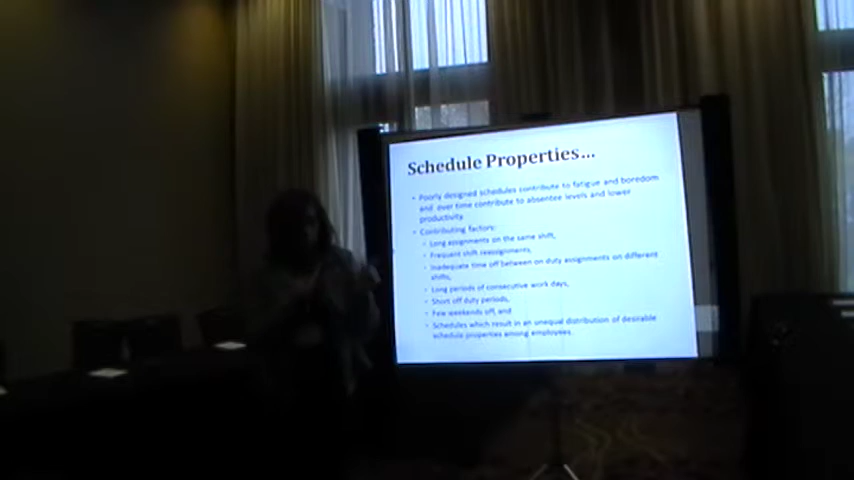 Schedule Properties...
• Poorly designed schedules contribute to fatigue and boredom
and over time contribute to absentee levels and lower
productivity.
• Contributing factors:
• Long assignments on the same shift,
• Frequent shift reassignments,
• Inadequate time off between on duty assignments on different
shifts,
• Long periods of consecutive work days,
• Short off duty periods,
• Few weekends off, and
• Schedules which result in an unequal distribution of desirable
schedule properties among employees.